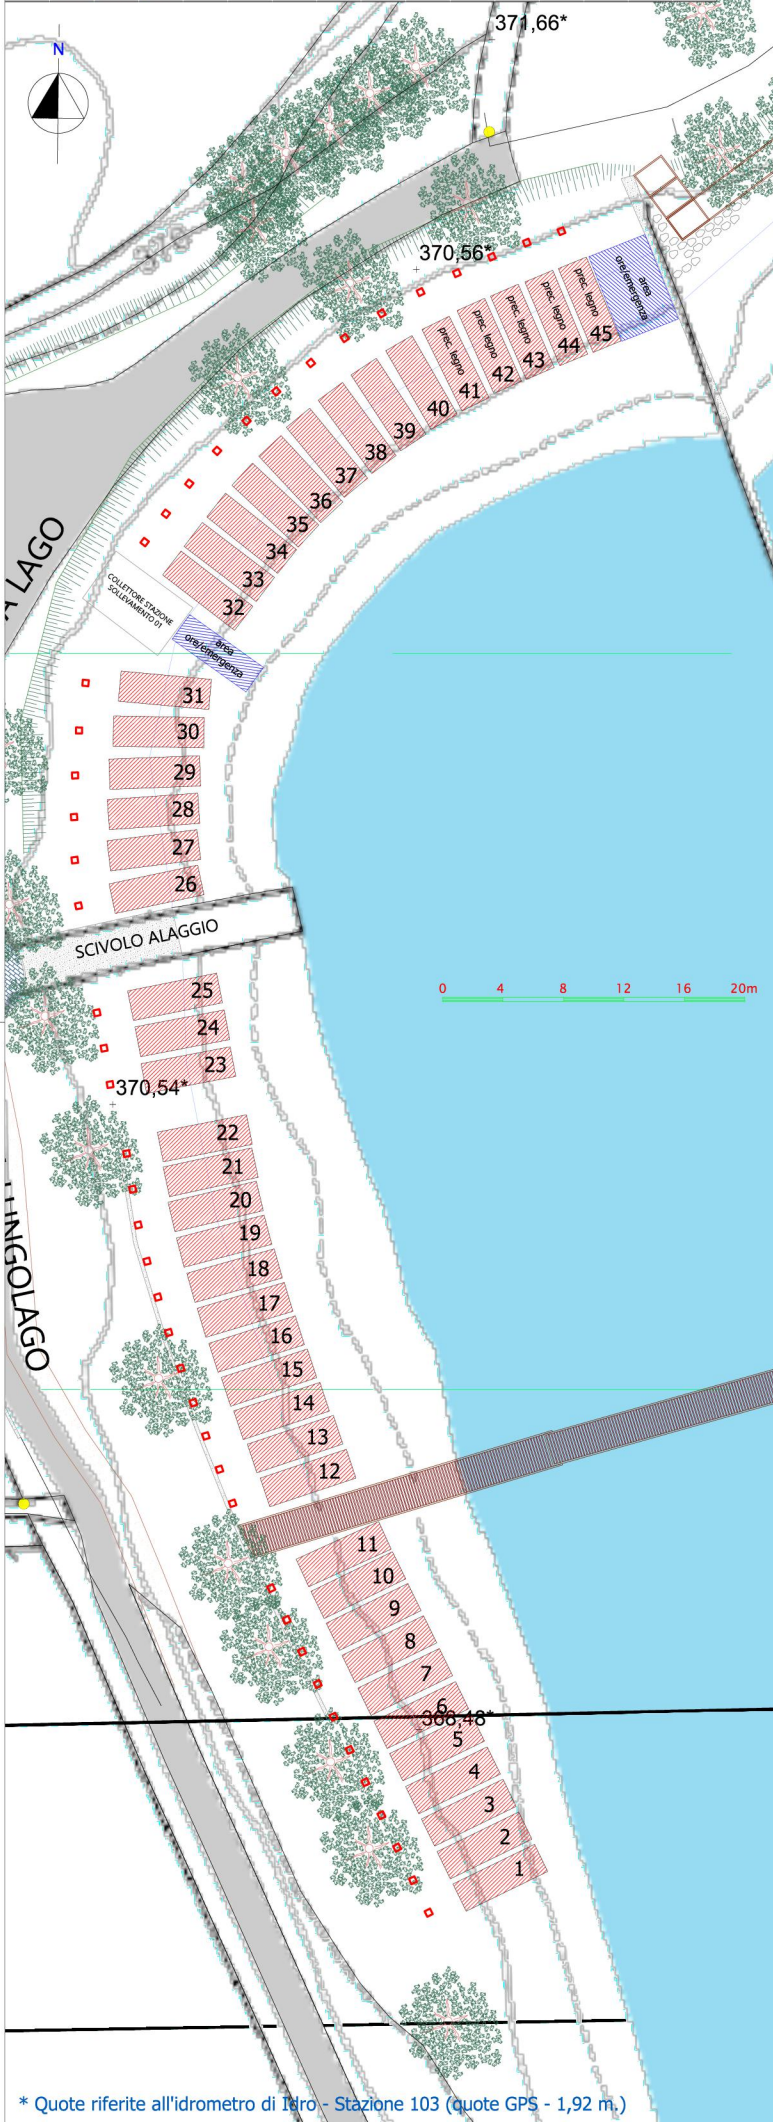 371,66*
N
370,56*
area
ore/emergenza
prec. legno
45
prec. legno
44
prec. legno
43
prec. legno
42
prec. legno
41
40
39
38
37
36
35
34
33
32
A LAGO
COLLETTORE STAZIONE
SOLLEVAMENTO 01
area
ore/emergenza
31
30
29
28
27
26
SCIVOLO ALAGGIO
25
24
23
0 4 8 12 16 20m
370,54*
22
21
20
19
18
17
16
15
14
13
12
LUNGOLAGO
11
10
9
8
7
6
368,48*
5
4
3
2
1
* Quote riferite all'idrometro di Idro - Stazione 103 (quote GPS - 1,92 m.)